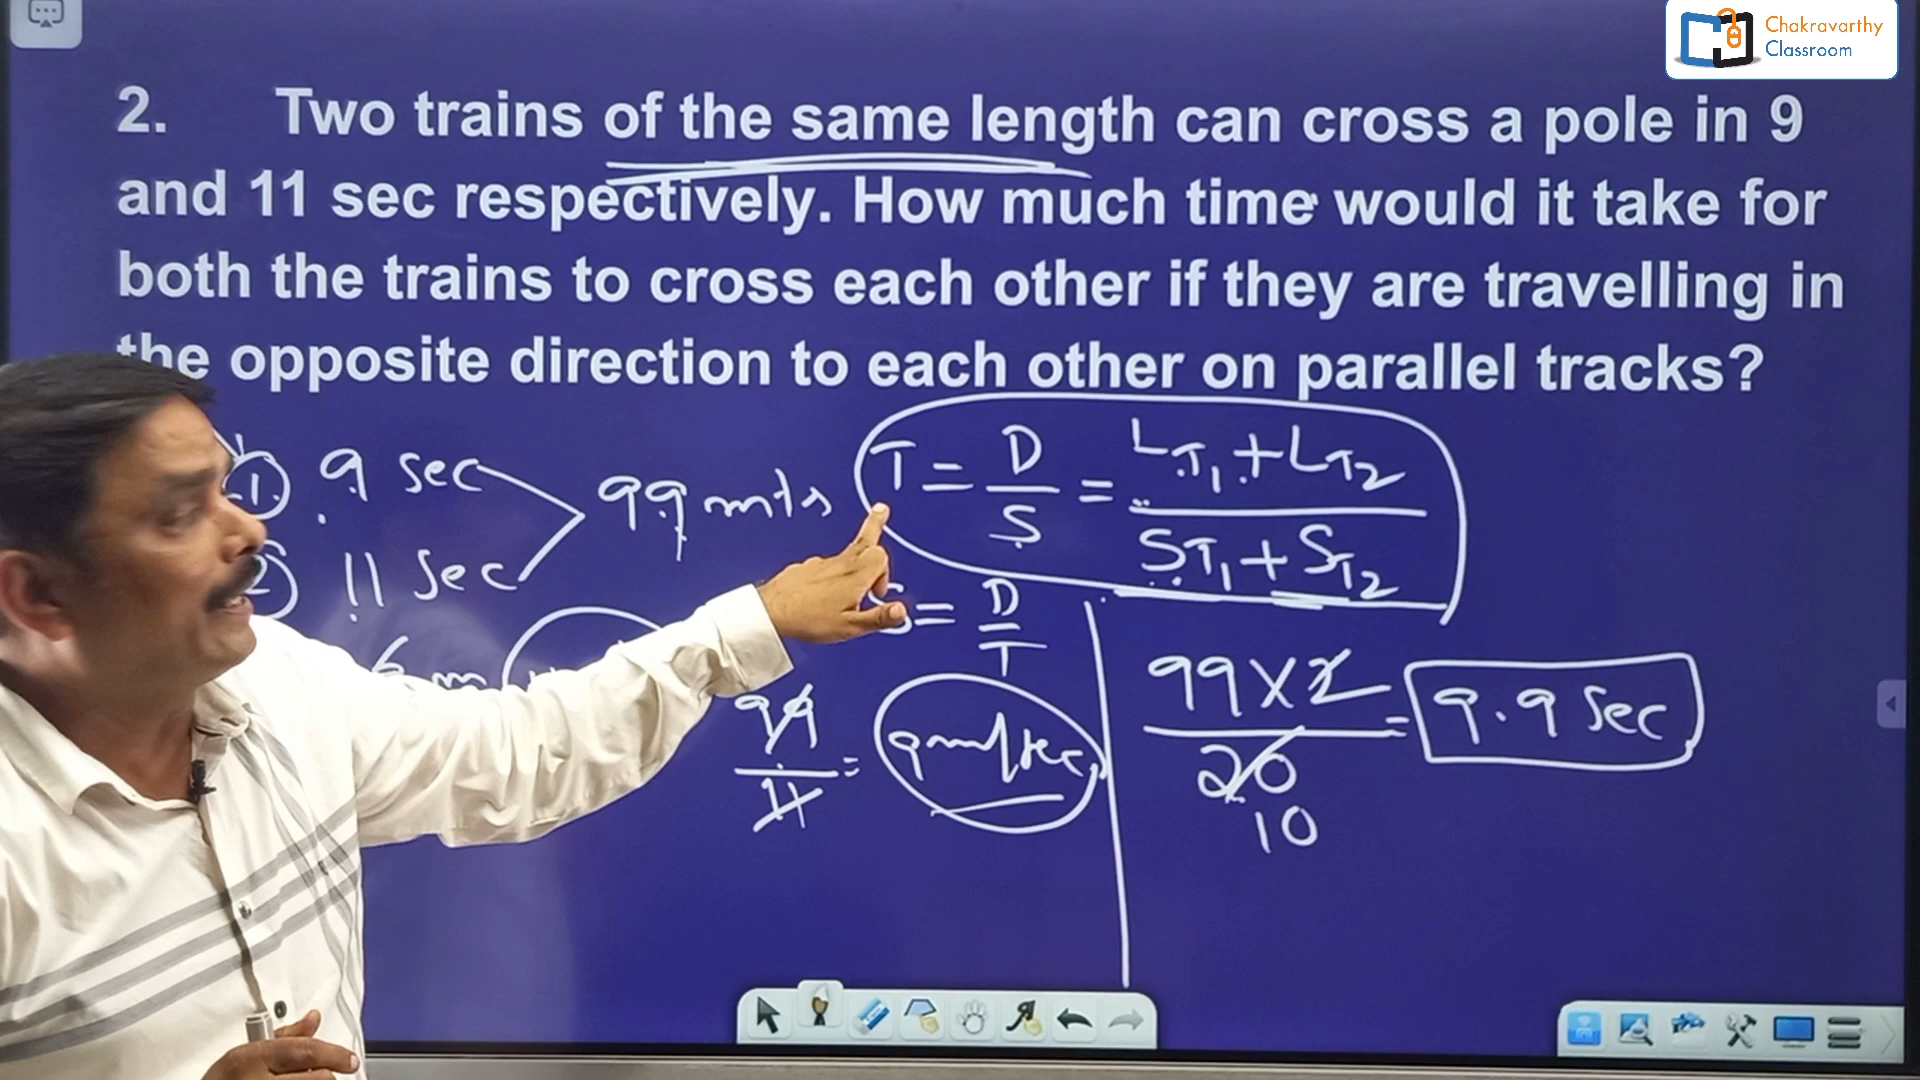 Chakravarthy
Classroom
2. Two trains of the same length can cross a pole in 9
and 11 sec respectively. How much time would it take for
both the trains to cross each other if they are travelling in
the opposite direction to each other on parallel tracks?
1. 9 sec
2 11 sec
99 mts
T = D/S = LT1 + LT2 / ST1 + ST2
S = D/T
99/11 = 9 m/sec
99 X 2 / 20 = 9.9 sec
10